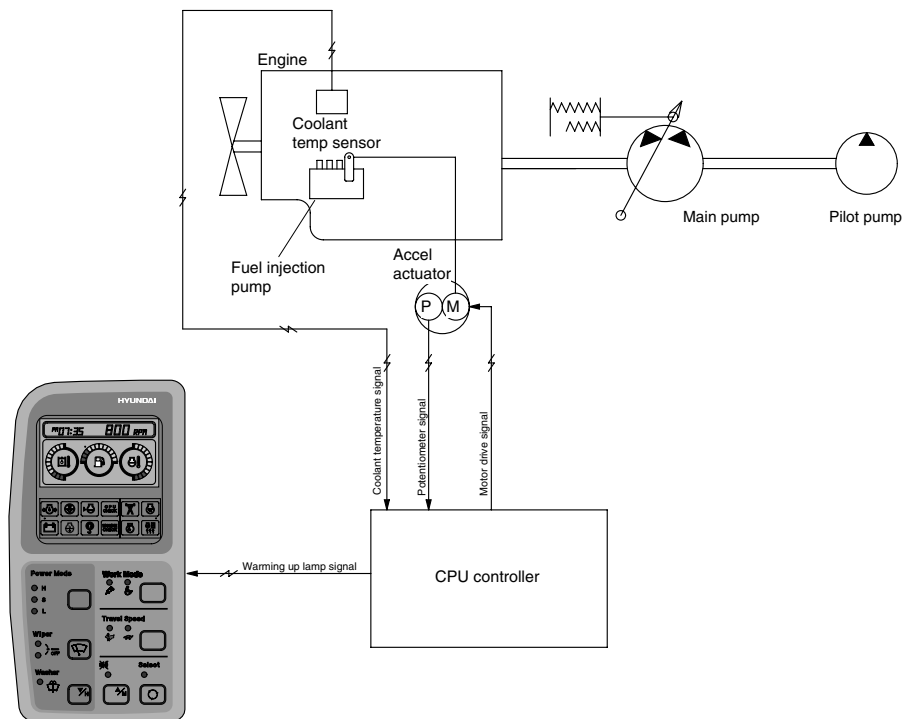 Engine
Coolant
temp sensor
Fuel injection
pump
Accel
actuator
P M
Main pump
Pilot pump
Coolant temperature signal
Potentiometer signal
Motor drive signal
CPU controller
Warming up lamp signal
HYUNDAI
07:35 800 RPM
Power Mode
H
S
L
Work Mode
Travel Speed
Wiper
OFF
Washer
Select